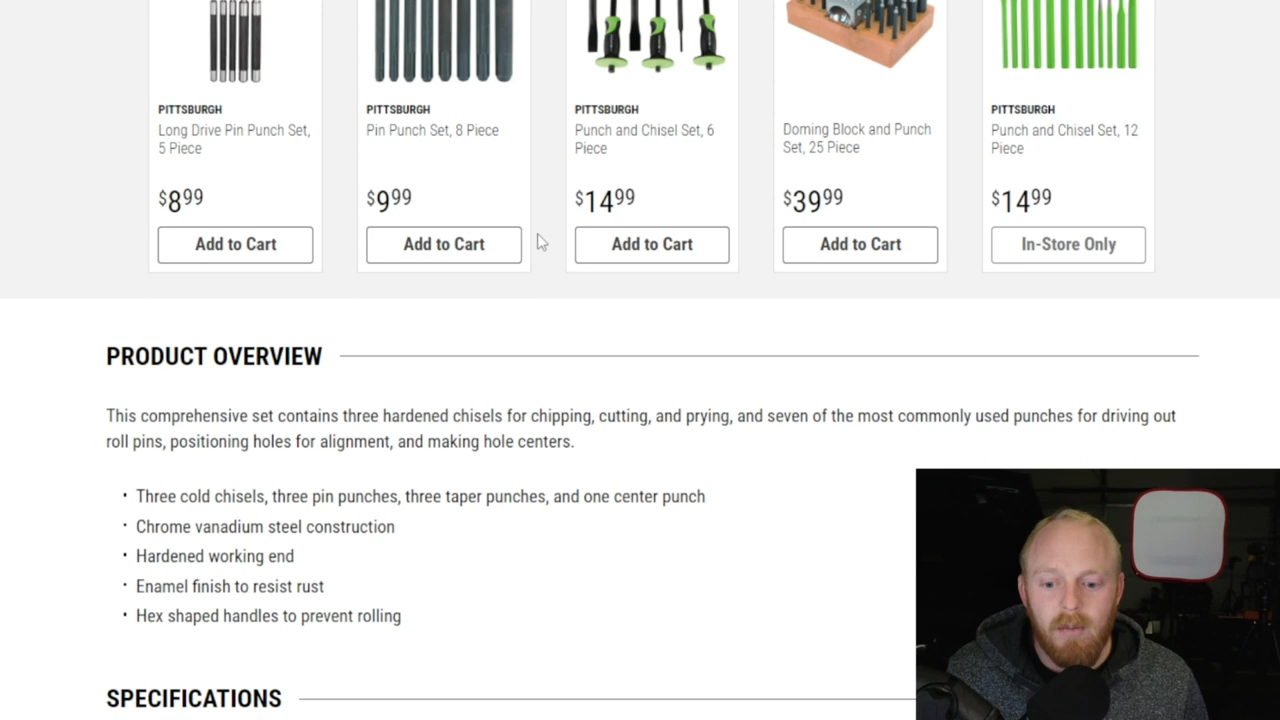 PITTSBURGH
Long Drive Pin Punch Set,
5 Piece
$8.99
Add to Cart
PITTSBURGH
Pin Punch Set, 8 Piece
$9.99
Add to Cart
PITTSBURGH
Punch and Chisel Set, 6
Piece
$14.99
Add to Cart
Doming Block and Punch
Set, 25 Piece
$39.99
Add to Cart
PITTSBURGH
Punch and Chisel Set, 12
Piece
$14.99
In-Store Only
PRODUCT OVERVIEW
This comprehensive set contains three hardened chisels for chipping, cutting, and prying, and seven of the most commonly used punches for driving out
roll pins, positioning holes for alignment, and making hole centers.
· Three cold chisels, three pin punches, three taper punches, and one center punch
· Chrome vanadium steel construction
· Hardened working end
· Enamel finish to resist rust
· Hex shaped handles to prevent rolling
SPECIFICATIONS